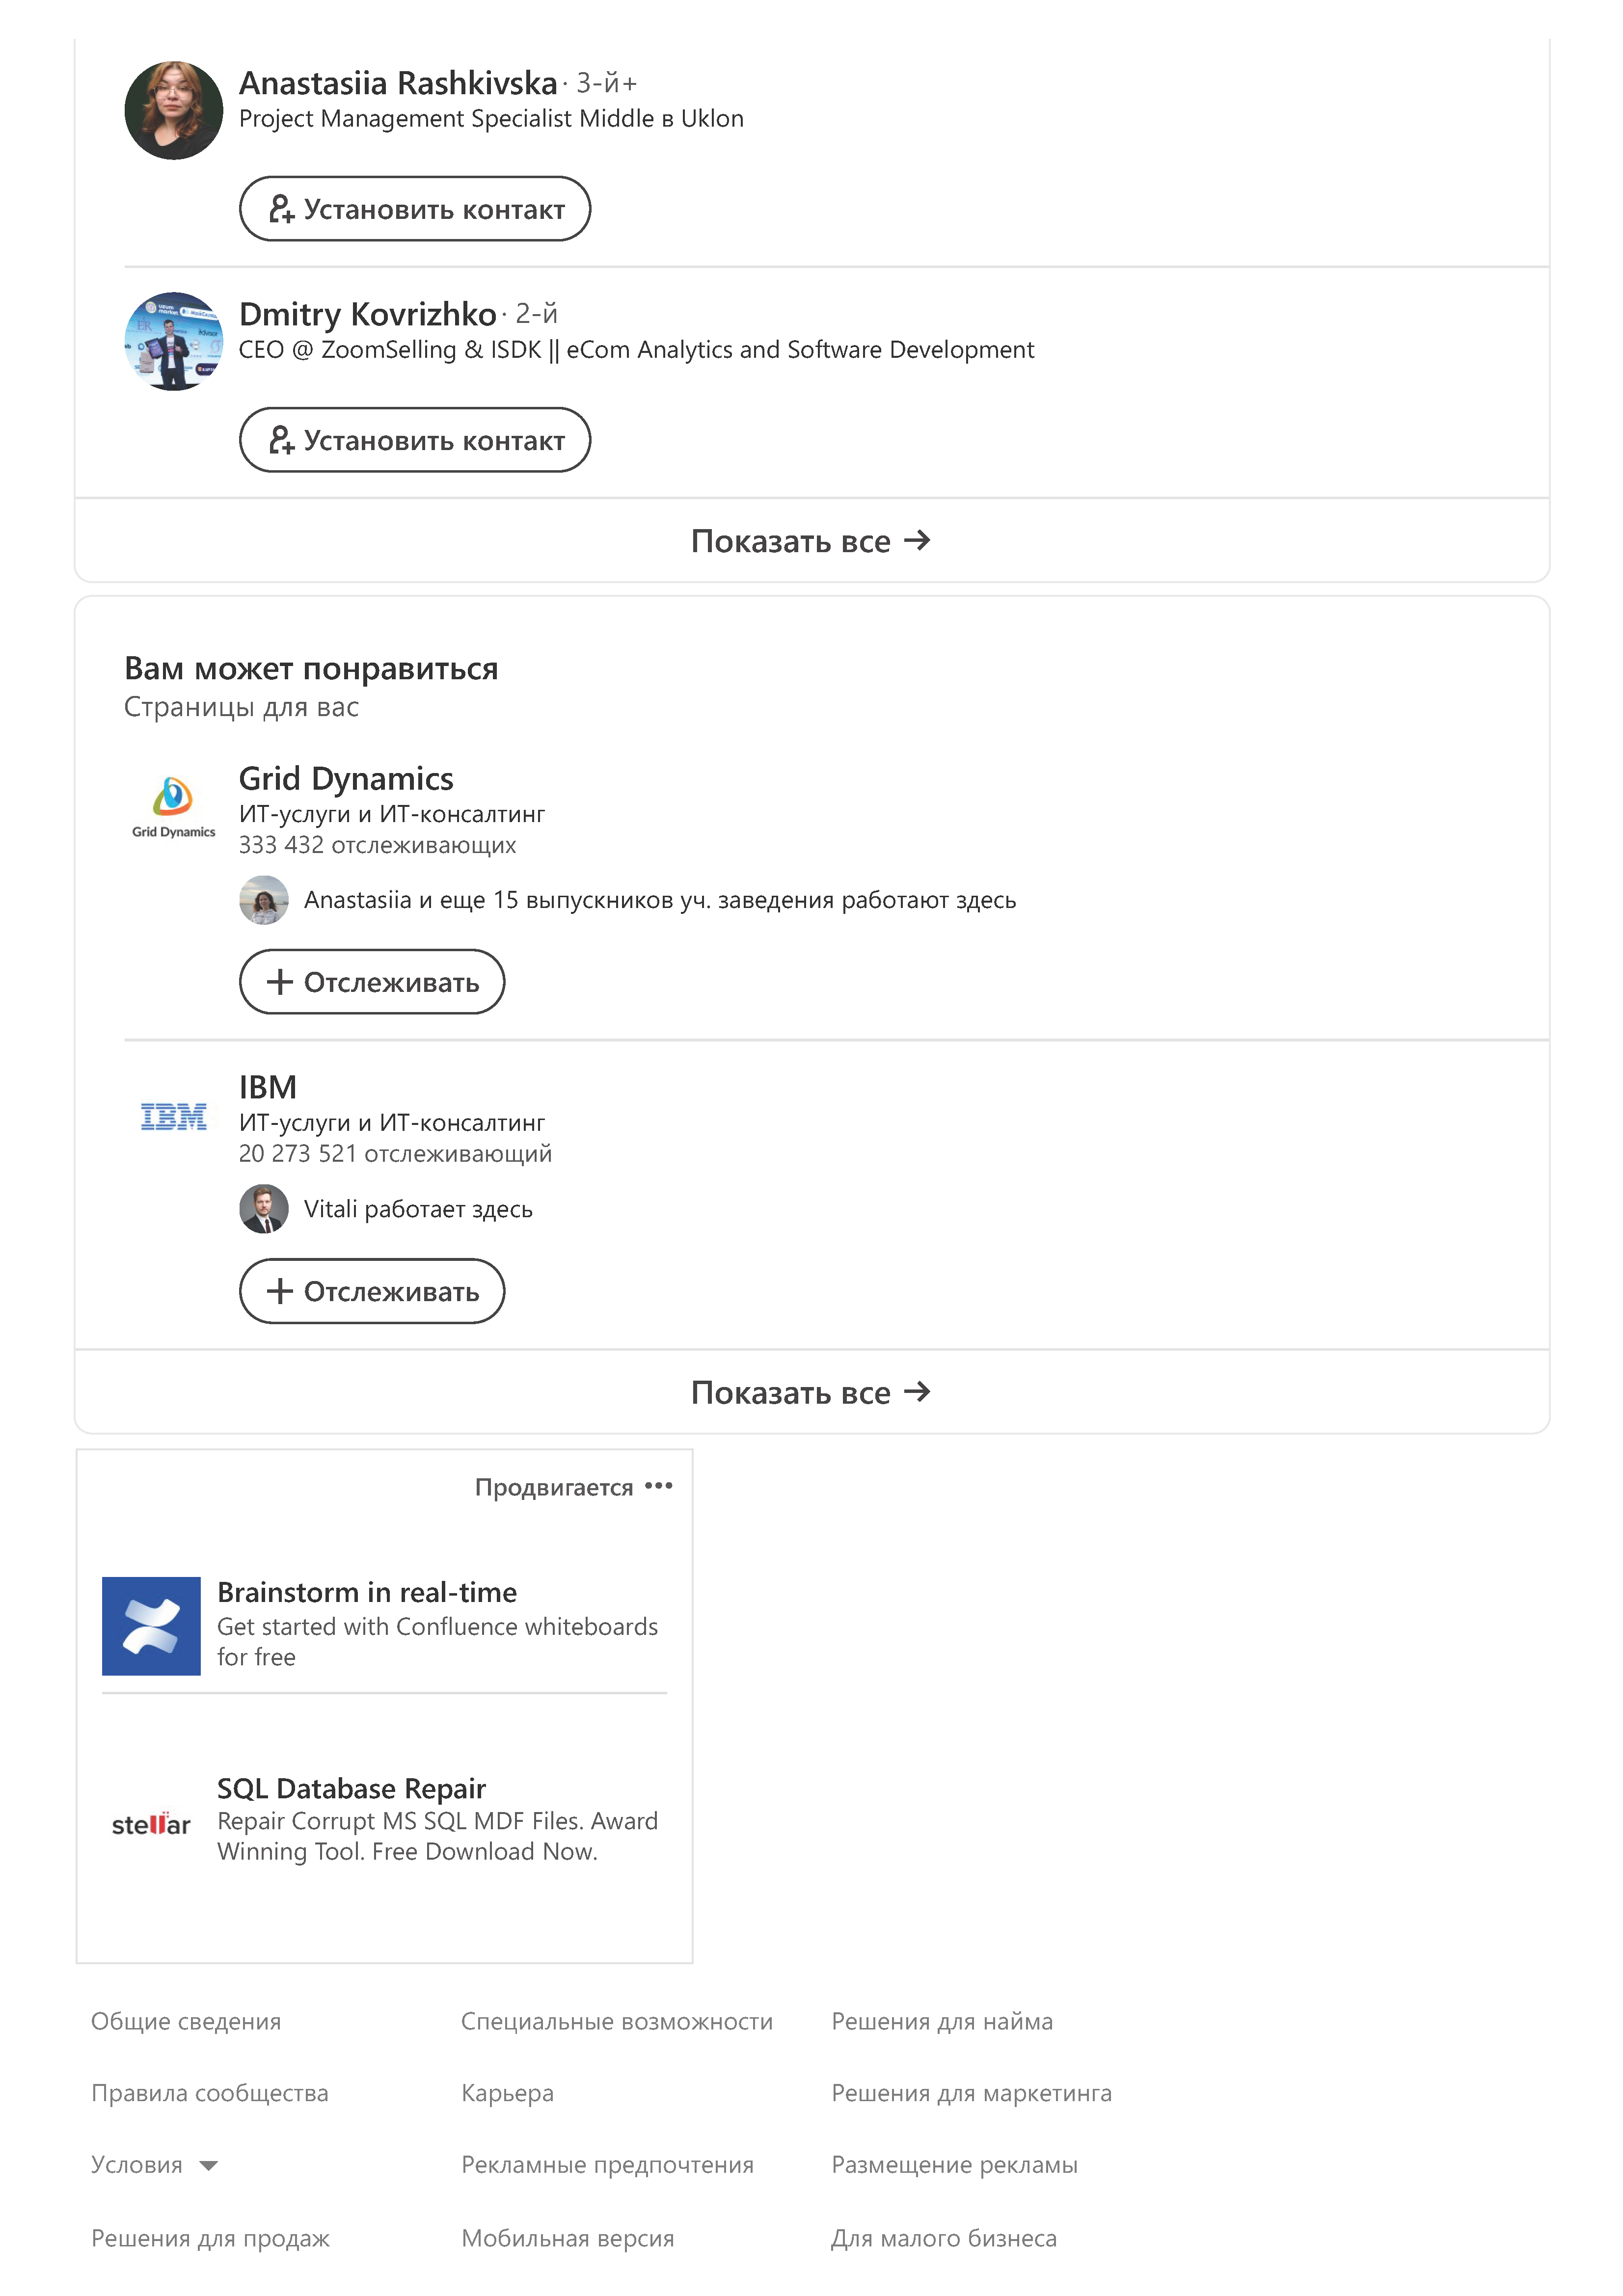 Anastasiia Rashkivska · 3-й+
Project Management Specialist Middle в Uklon
Установить контакт
Dmitry Kovrizhko · 2-й
CEO @ ZoomSelling & ISDK || eCom Analytics and Software Development
Установить контакт
Показать все →
Вам может понравиться
Страницы для вас
Grid Dynamics
Grid Dynamics
ИТ-услуги и ИТ-консалтинг
333 432 отслеживающих
Anastasiia и еще 15 выпускников уч. заведения работают здесь
+ Отслеживать
IBM
IBM
ИТ-услуги и ИТ-консалтинг
20 273 521 отслеживающий
Vitali работает здесь
+ Отслеживать
Показать все →
Продвигается •••
Brainstorm in real-time
Get started with Confluence whiteboards
for free
stellar
SQL Database Repair
Repair Corrupt MS SQL MDF Files. Award
Winning Tool. Free Download Now.
Общие сведения
Специальные возможности
Решения для найма
Правила сообщества
Карьера
Решения для маркетинга
Условия
Рекламные предпочтения
Размещение рекламы
Решения для продаж
Мобильная версия
Для малого бизнеса